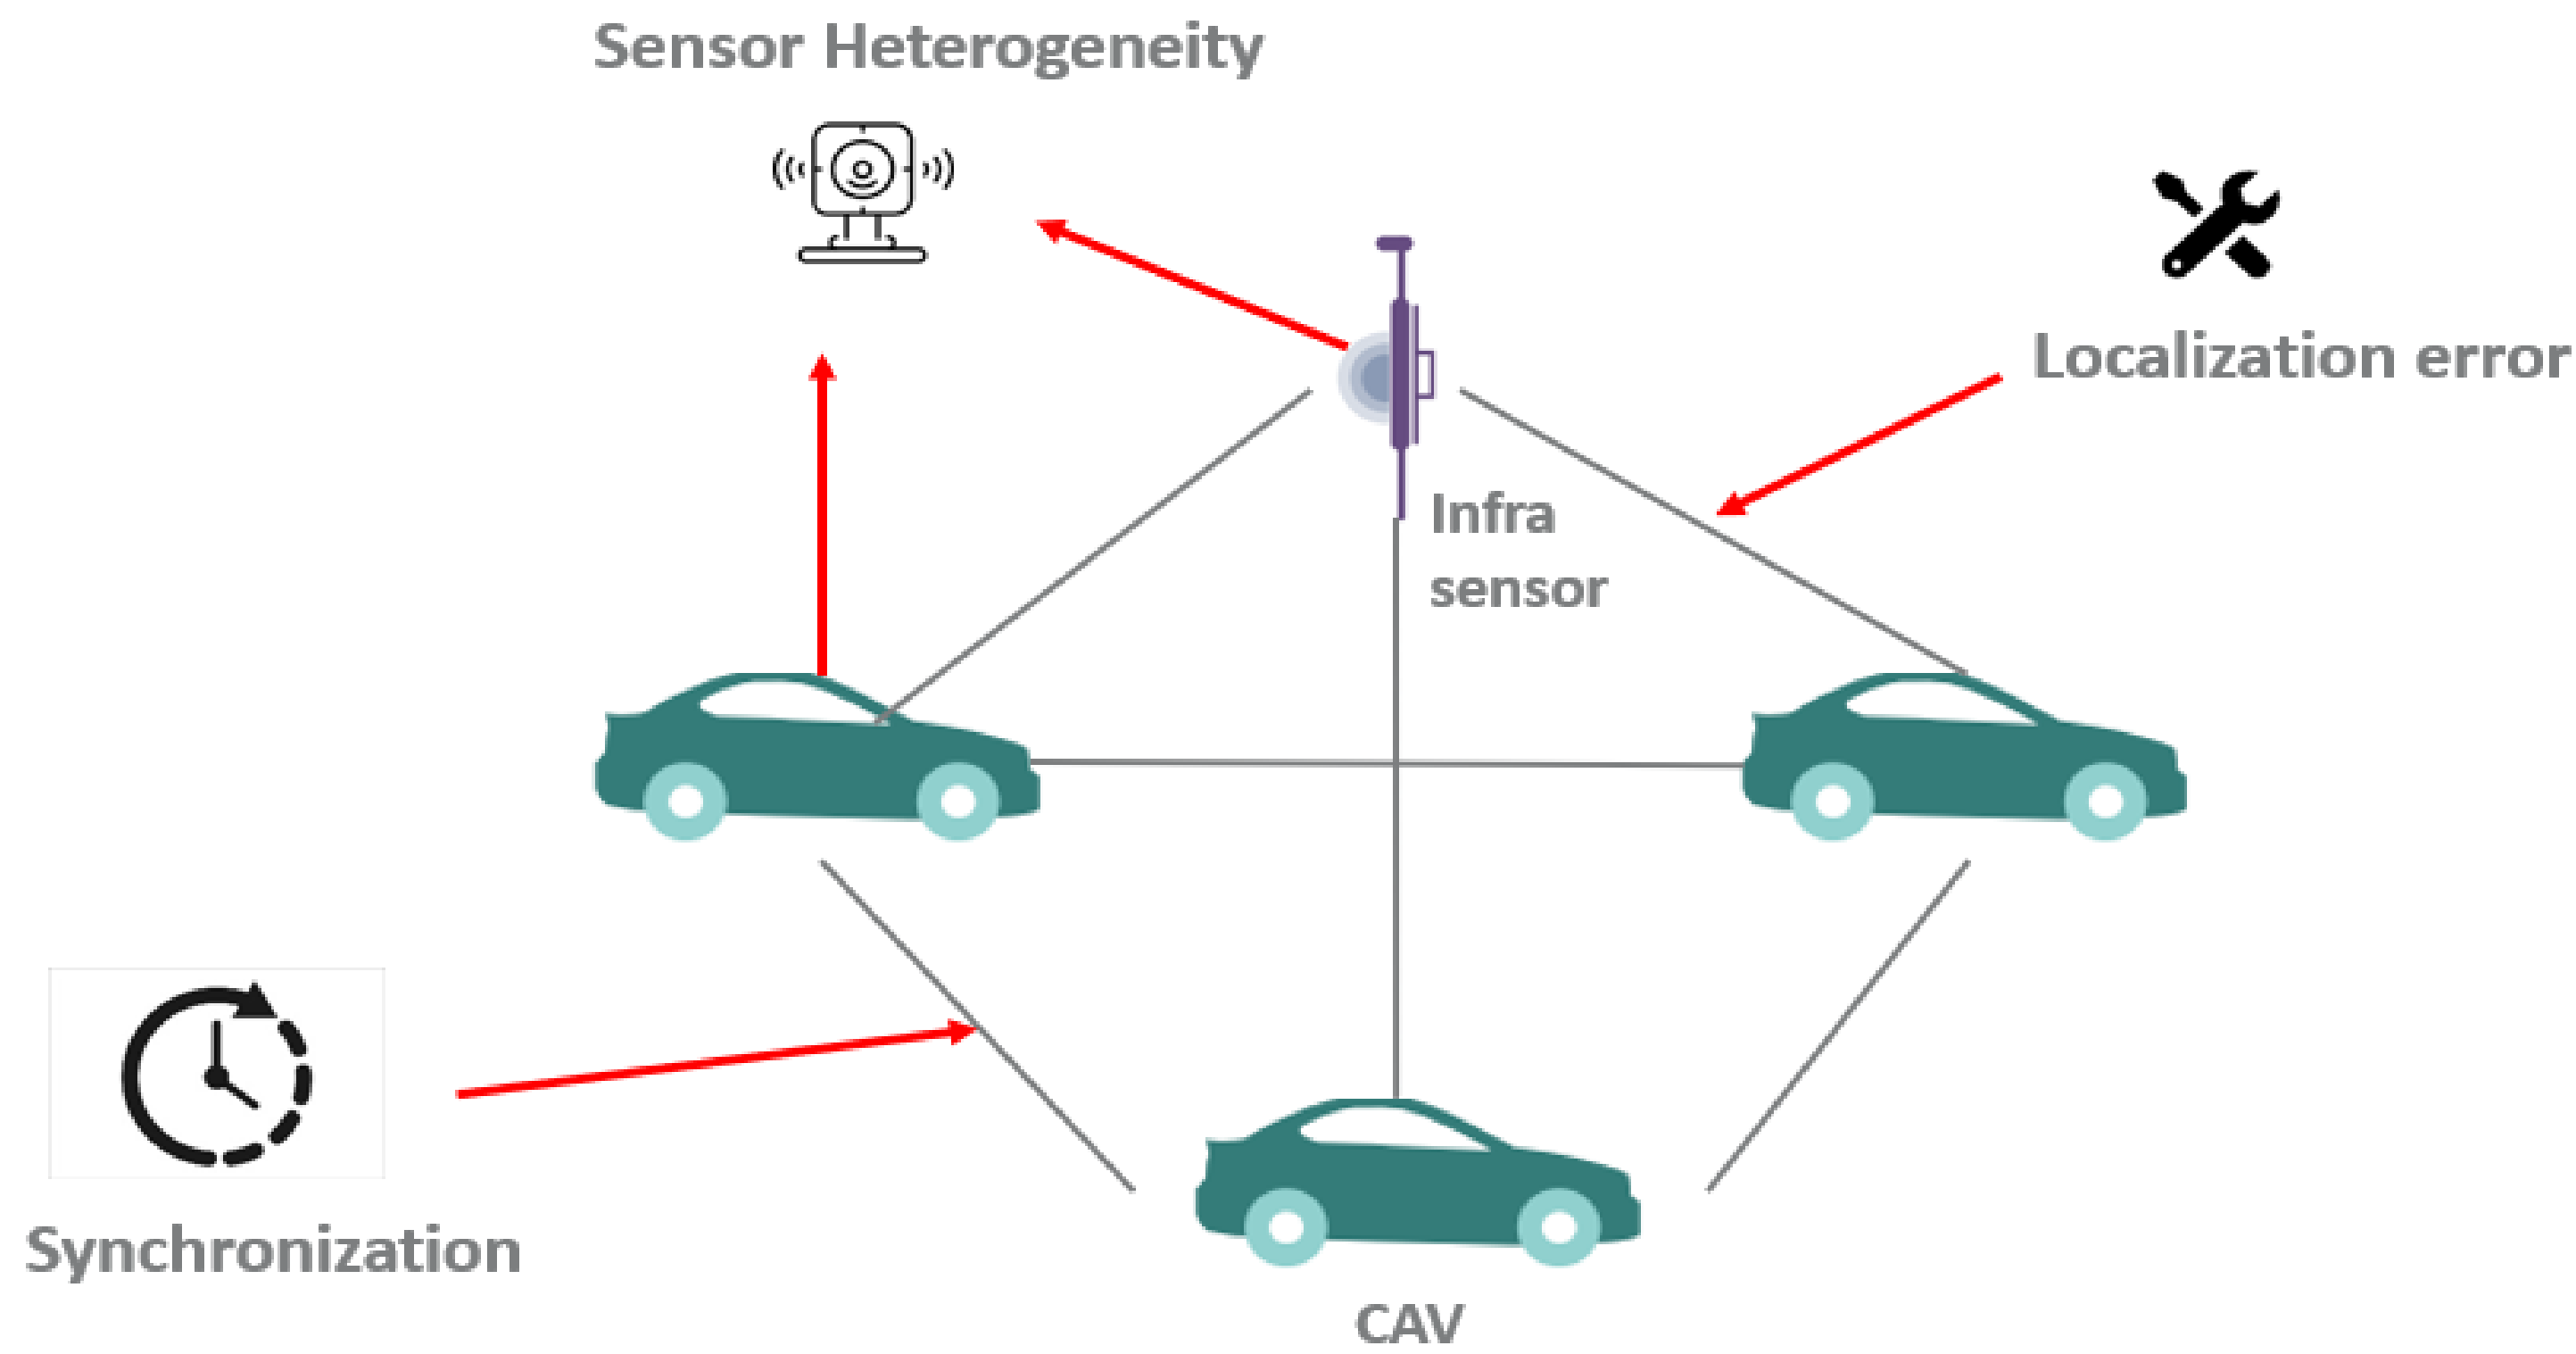 Sensor Heterogeneity
Localization error
Infra
sensor
Synchronization
CAV